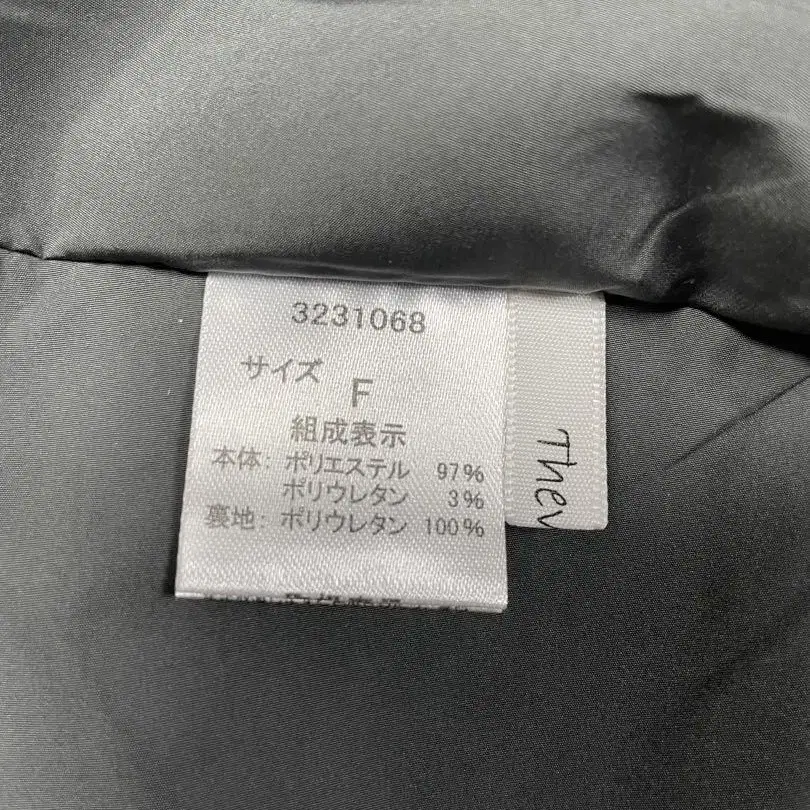 3231068
サイズ
F
組成表示
本体: ポリエステル 97%
ポリウレタン 3%
裏地: ポリウレタン 100%
Thev